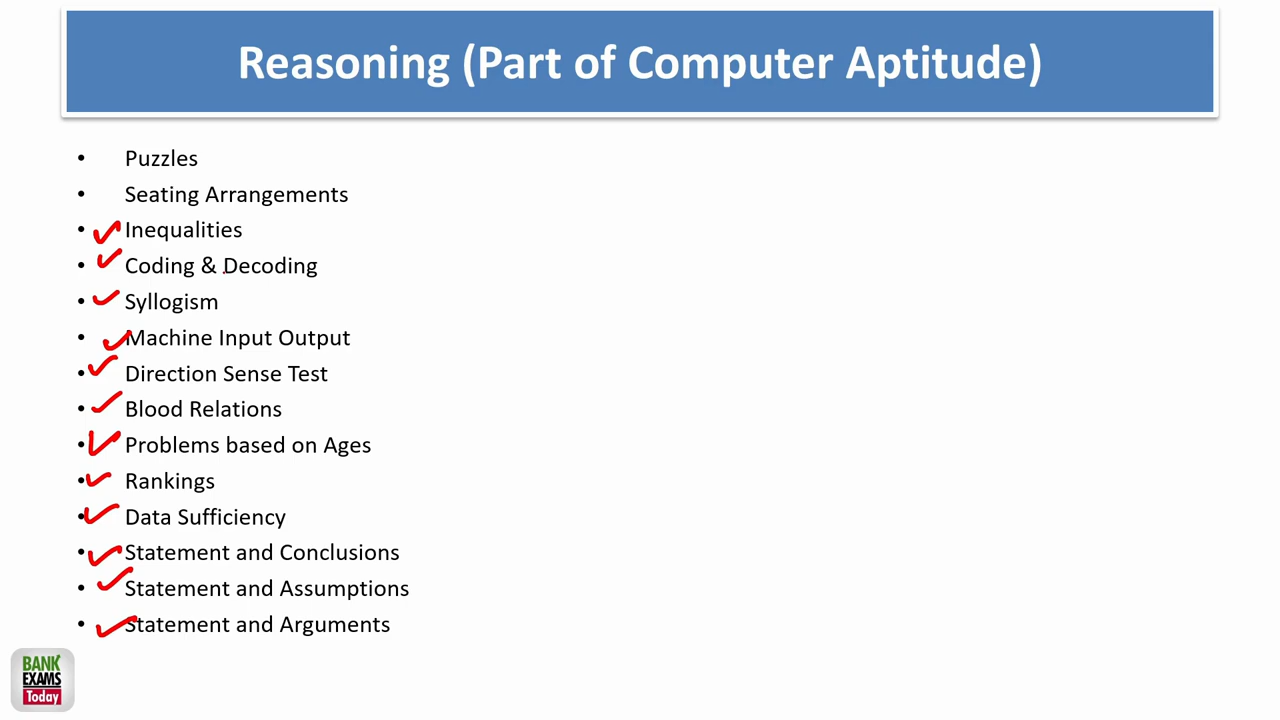 Reasoning (Part of Computer Aptitude)
• Puzzles
• Seating Arrangements
• Inequalities
• Coding & Decoding
• Syllogism
• Machine Input Output
• Direction Sense Test
• Blood Relations
• Problems based on Ages
• Rankings
• Data Sufficiency
• Statement and Conclusions
• Statement and Assumptions
• Statement and Arguments
BANK
EXAMS
Today